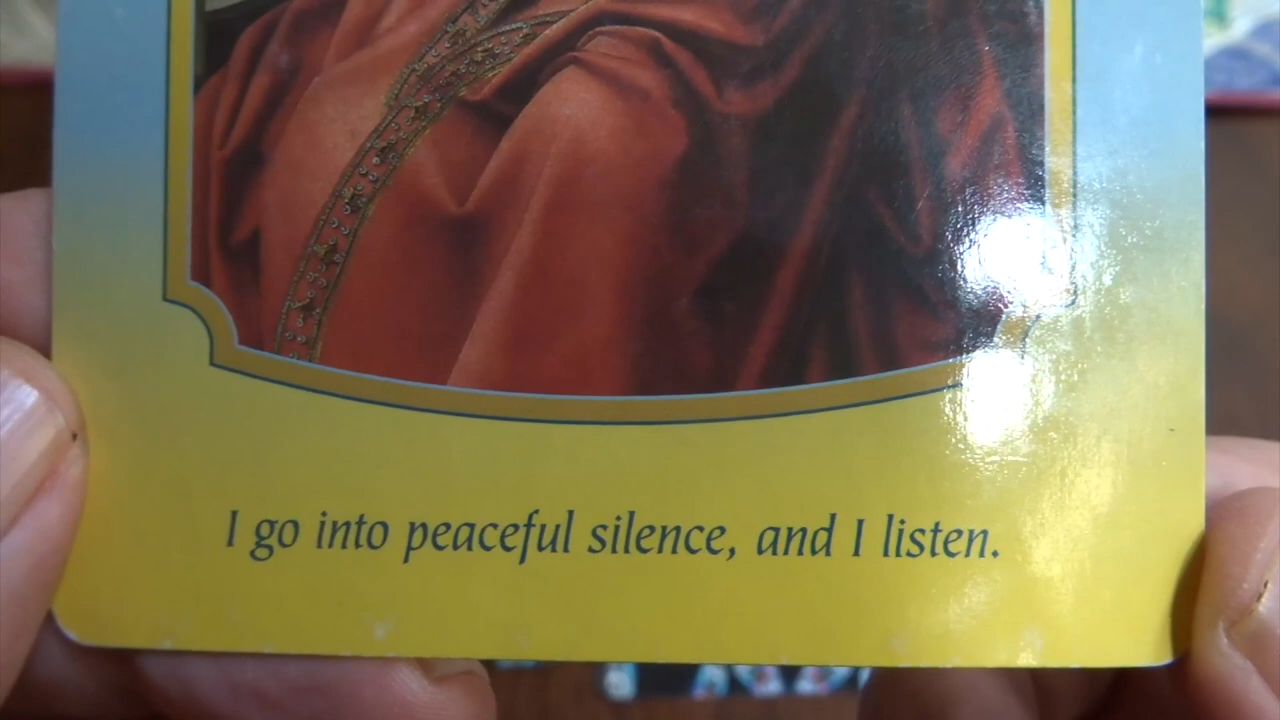 I go into peaceful silence, and I listen.